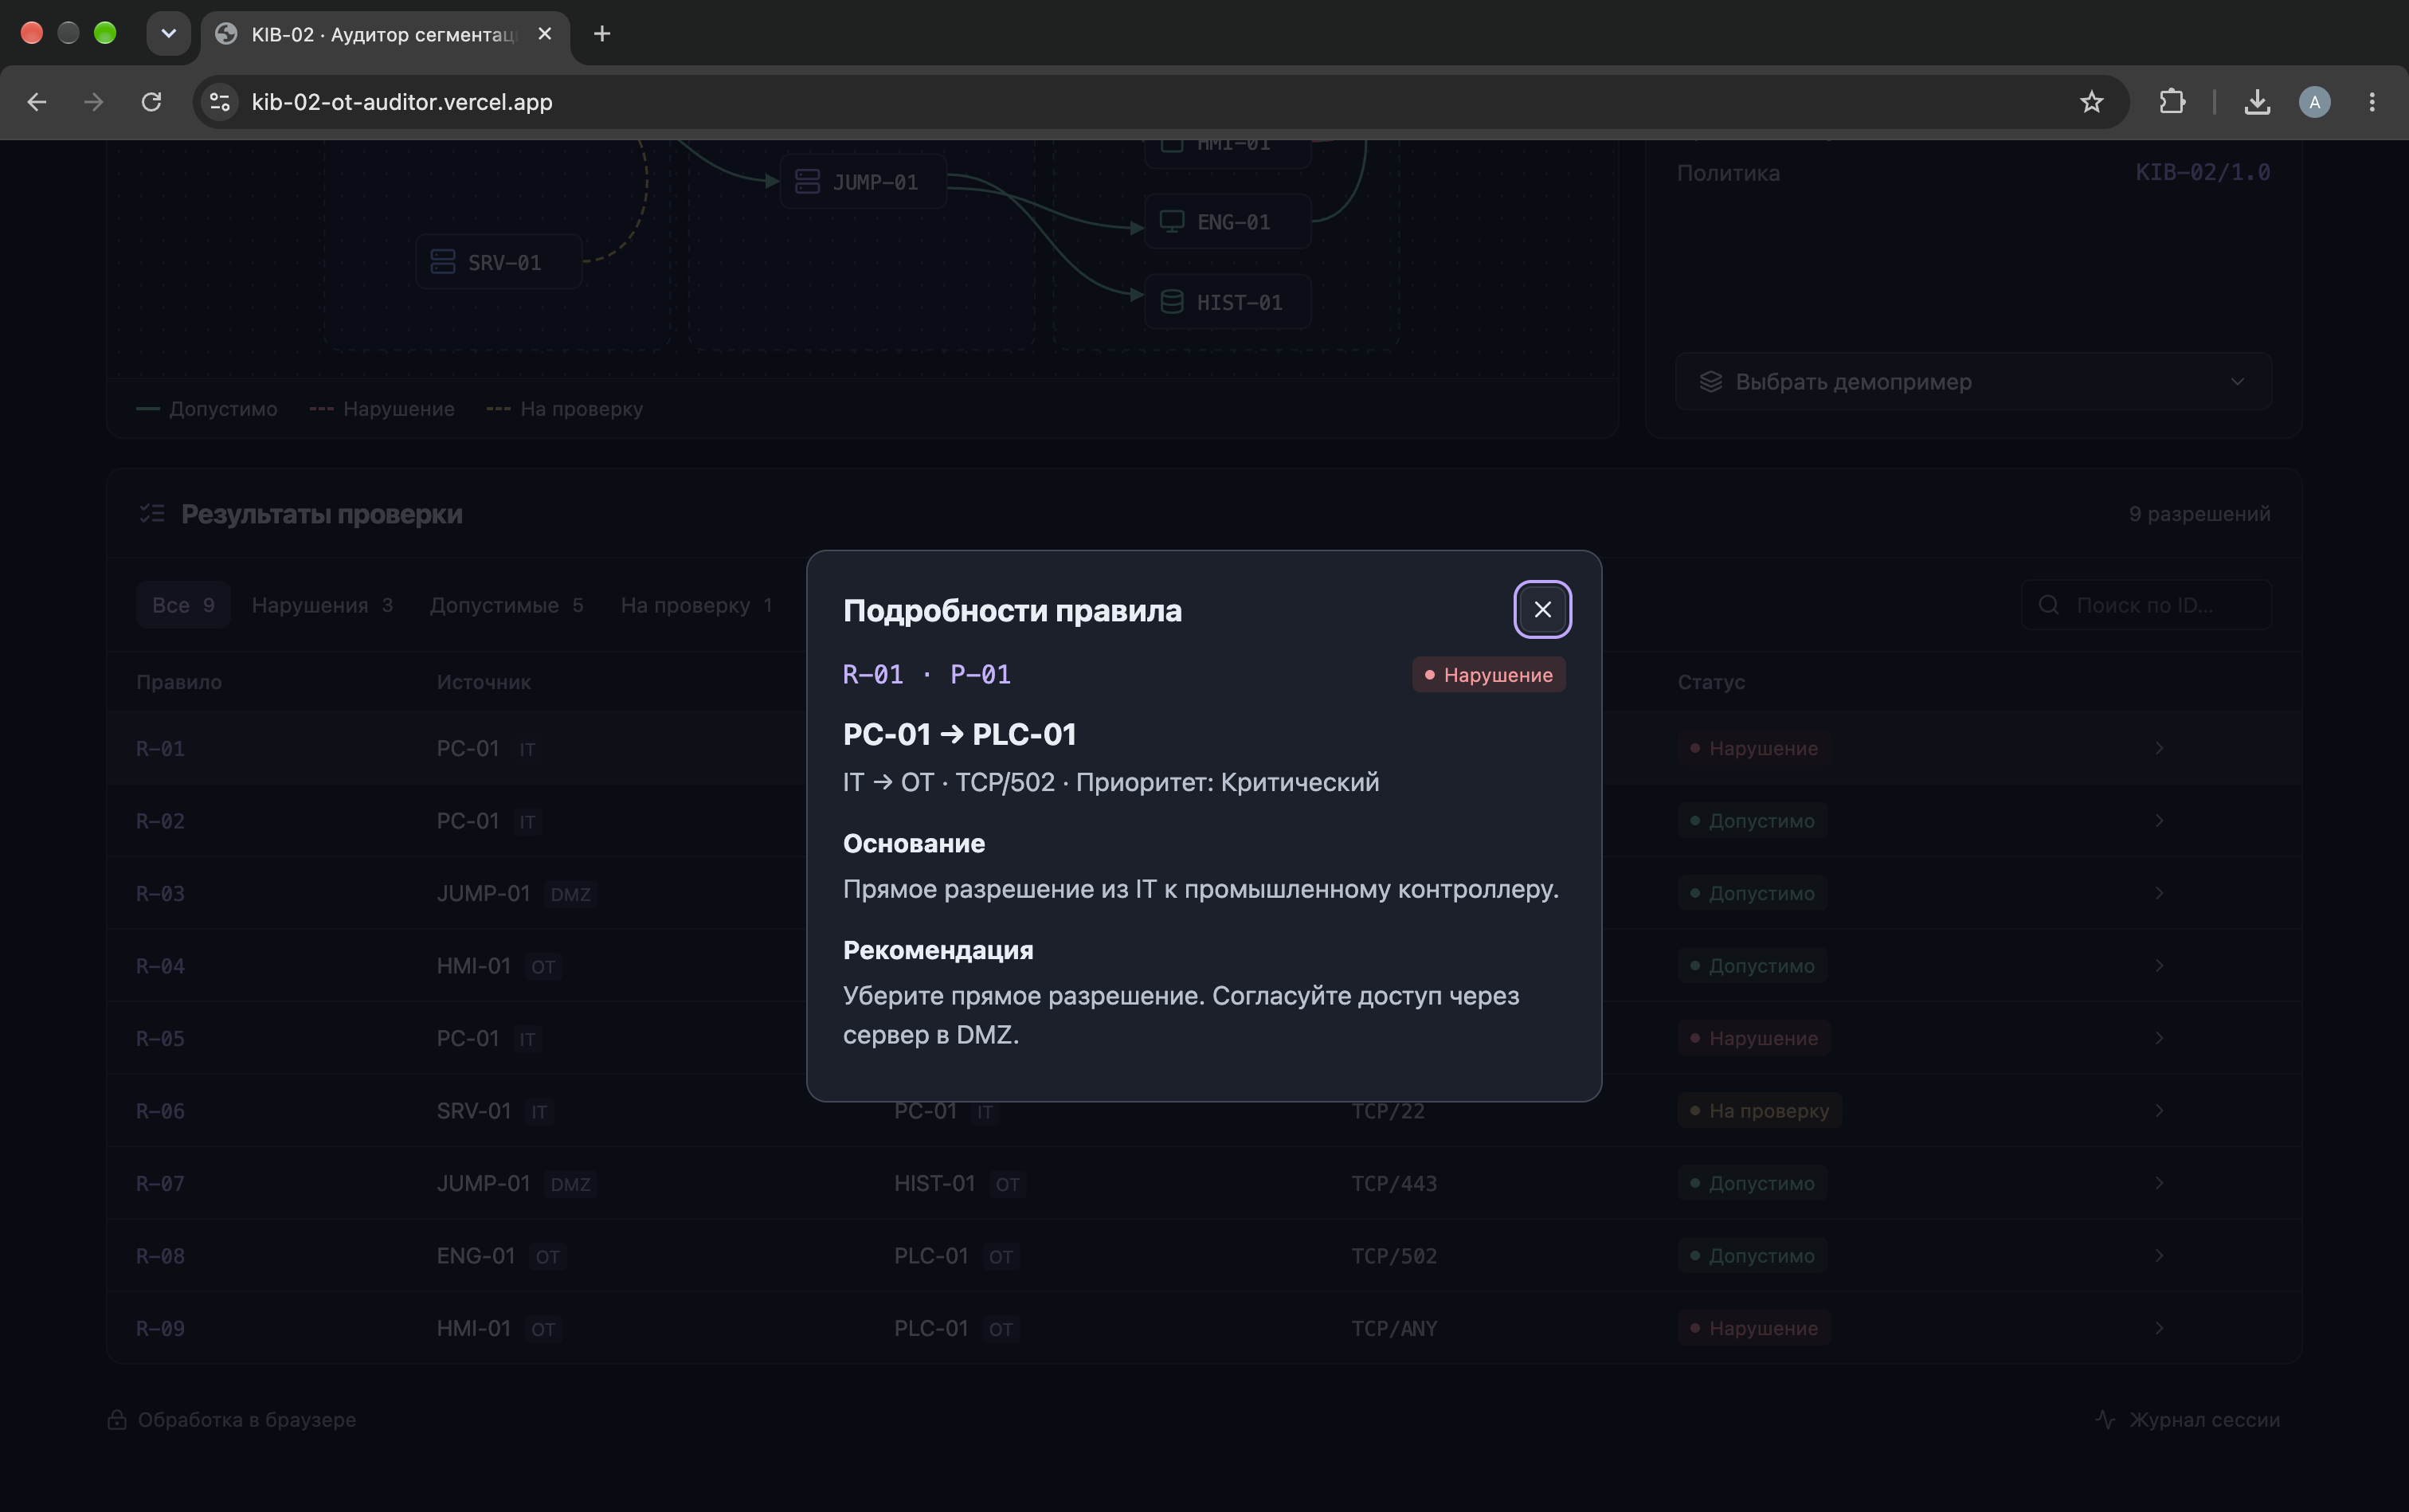 KIB-02 · Аудитор сегментац
kib-02-ot-auditor.vercel.app
A
HMI-01
JUMP-01
ENG-01
SRV-01
HIST-01
Допустимо
Нарушение
На проверку
Политика
KIB-02/1.0
Выбрать демопример
Результаты проверки
9 разрешений
Все 9
Нарушения 3
Допустимые 5
На проверку 1
Поиск по ID...
Правило Источник Статус
R-01 PC-01 IT Нарушение
R-02 PC-01 IT Допустимо
R-03 JUMP-01 DMZ Допустимо
R-04 HMI-01 OT Допустимо
R-05 PC-01 IT Нарушение
R-06 SRV-01 IT PC-01 IT TCP/22 На проверку
R-07 JUMP-01 DMZ HIST-01 OT TCP/443 Допустимо
R-08 ENG-01 OT PLC-01 OT TCP/502 Допустимо
R-09 HMI-01 OT PLC-01 OT TCP/ANY Нарушение
Подробности правила
R-01 · P-01
Нарушение
PC-01 → PLC-01
IT → OT · TCP/502 · Приоритет: Критический
Основание
Прямое разрешение из IT к промышленному контроллеру.
Рекомендация
Уберите прямое разрешение. Согласуйте доступ через
сервер в DMZ.
Обработка в браузере
Журнал сессии